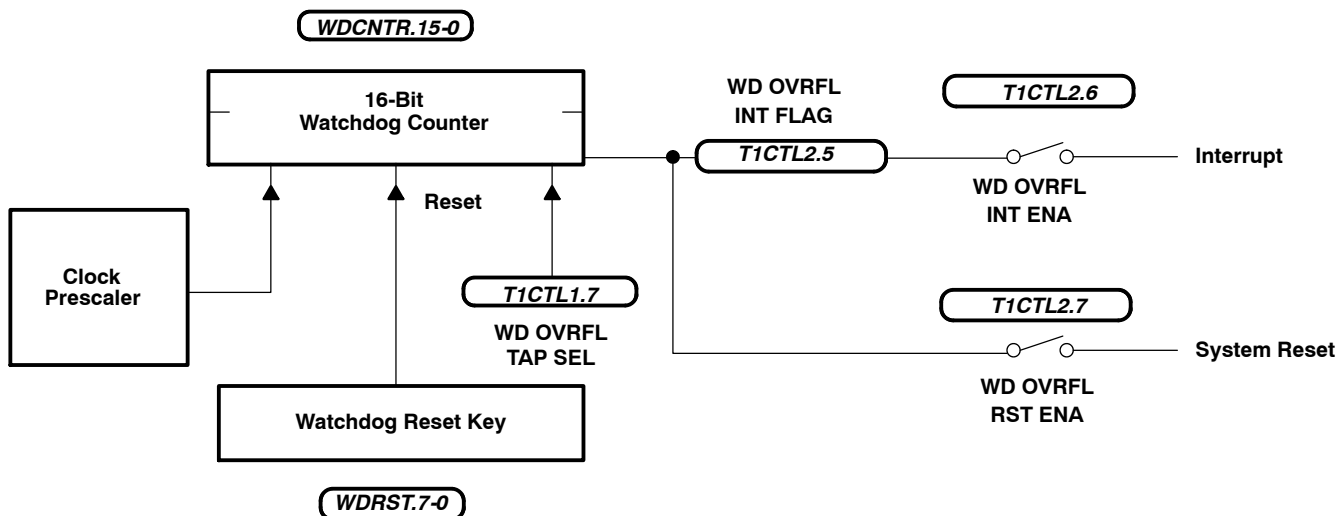 WDCNTR.15-0
16-Bit
Watchdog Counter
WD OVRFL
INT FLAG
T1CTL2.5
T1CTL2.6
WD OVRFL
INT ENA
Interrupt
Reset
Clock
Prescaler
T1CTL1.7
WD OVRFL
TAP SEL
T1CTL2.7
WD OVRFL
RST ENA
System Reset
Watchdog Reset Key
WDRST.7-0